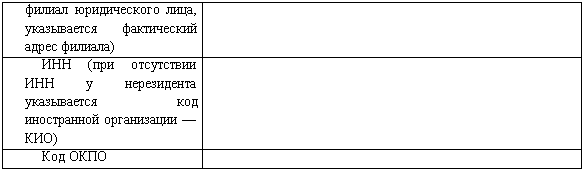 филиал юридического лица,
указывается фактический
адрес филиала)
ИНН (при отсутствии
ИНН у нерезидента
указывается код
иностранной организации —
КИО)
Код ОКПО